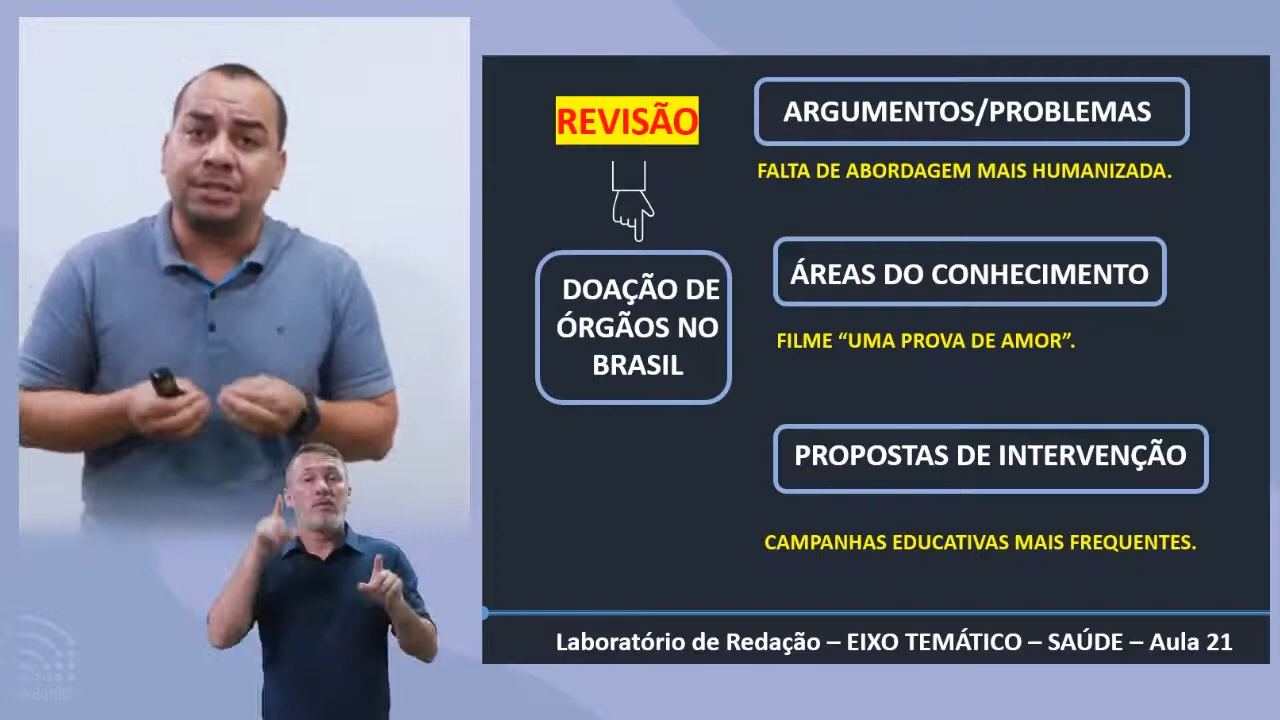 REVISÃO
DOAÇÃO DE
ÓRGÃOS NO
BRASIL
ARGUMENTOS/PROBLEMAS
FALTA DE ABORDAGEM MAIS HUMANIZADA.
ÁREAS DO CONHECIMENTO
FILME “UMA PROVA DE AMOR”.
PROPOSTAS DE INTERVENÇÃO
CAMPANHAS EDUCATIVAS MAIS FREQUENTES.
Laboratório de Redação – EIXO TEMÁTICO – SAÚDE – Aula 21